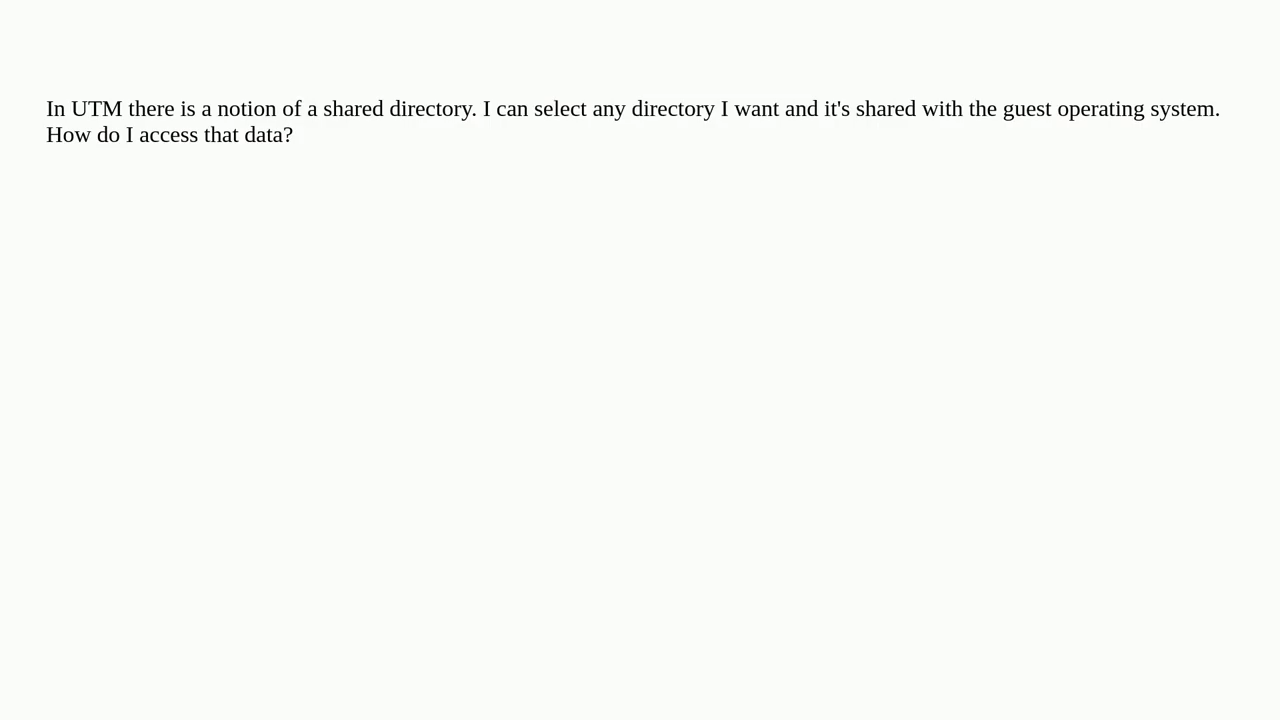 In UTM there is a notion of a shared directory. I can select any directory I want and it's shared with the guest operating system.
How do I access that data?